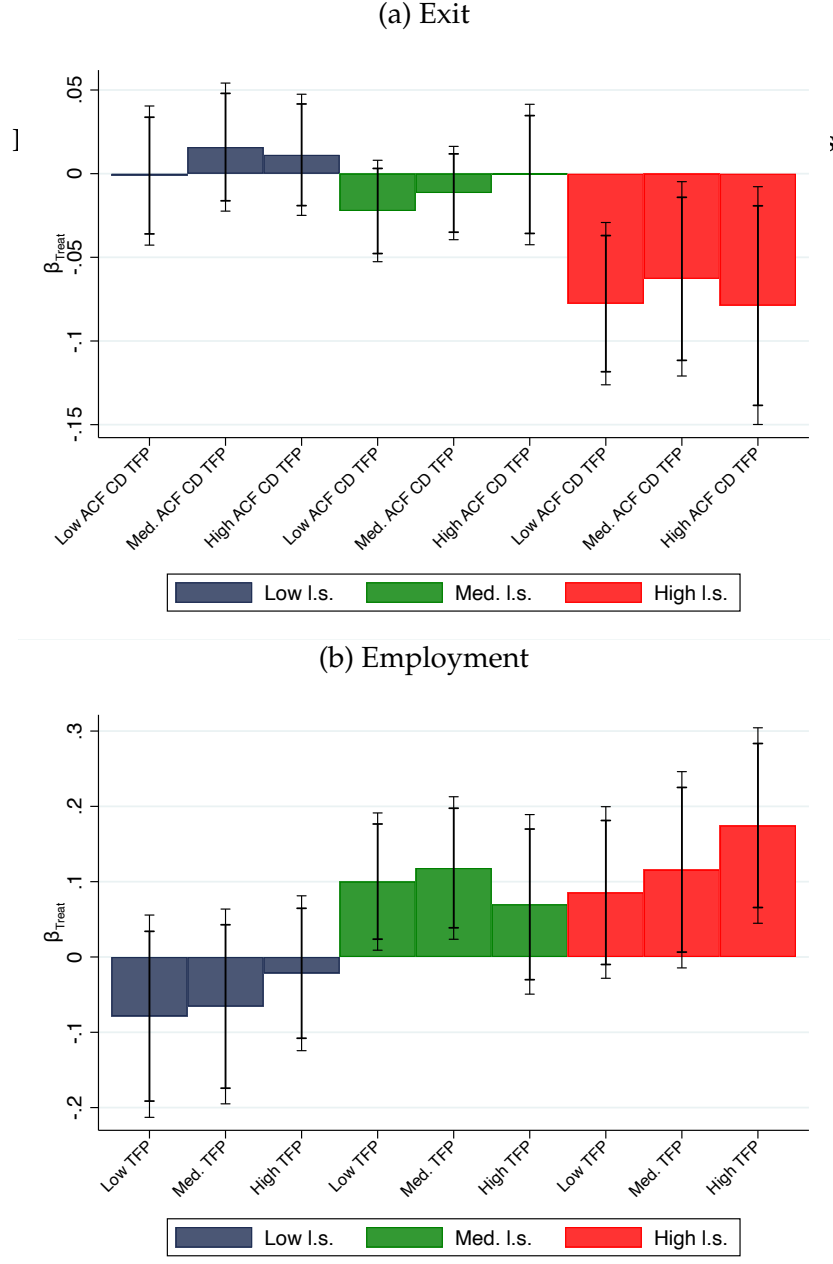 (a) Exit
.05
0
-.05
-.1
-.15
βTreat
]
s
Low ACF CD TFP
Med. ACF CD TFP
High ACF CD TFP
Low ACF CD TFP
Med. ACF CD TFP
High ACF CD TFP
Low ACF CD TFP
Med. ACF CD TFP
High ACF CD TFP
Low l.s. Med. l.s. High l.s.
(b) Employment
.3
.2
.1
0
-.1
-.2
βTreat
Low TFP
Med. TFP
High TFP
Low TFP
Med. TFP
High TFP
Low TFP
Med. TFP
High TFP
Low l.s. Med. l.s. High l.s.